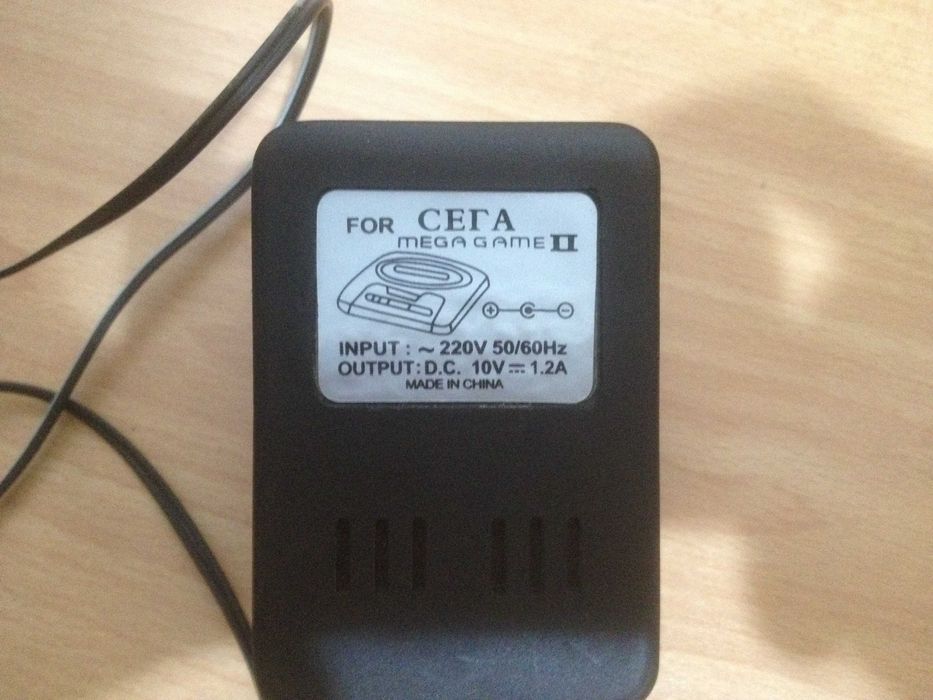 FOR СЕГА
MEGA GAME II
INPUT : ~ 220V 50/60Hz
OUTPUT: D.C. 10V ⎓ 1.2A
MADE IN CHINA